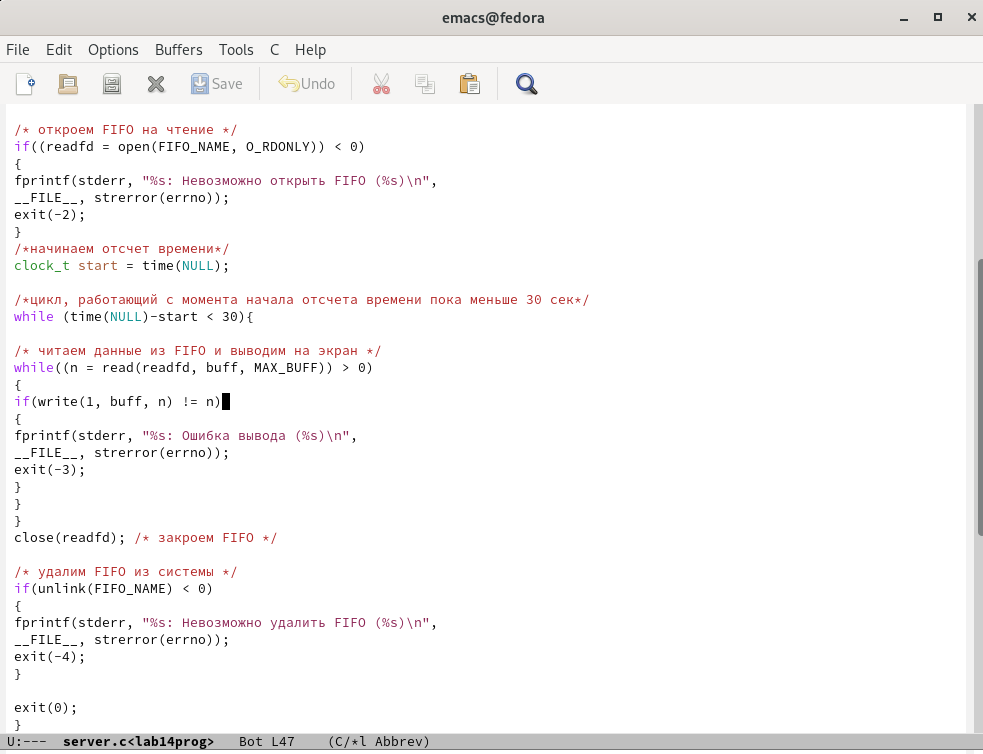 emacs@fedora
File Edit Options Buffers Tools C Help
Save Undo
/* откроем FIFO на чтение */
if((readfd = open(FIFO_NAME, O_RDONLY)) < 0)
{
fprintf(stderr, "%s: Невозможно открыть FIFO (%s)\n",
__FILE__, strerror(errno));
exit(-2);
}
/*начинаем отсчет времени*/
clock_t start = time(NULL);
/*цикл, работающий с момента начала отсчета времени пока меньше 30 сек*/
while (time(NULL)-start < 30){
/* читаем данные из FIFO и выводим на экран */
while((n = read(readfd, buff, MAX_BUFF)) > 0)
{
if(write(1, buff, n) != n)
{
fprintf(stderr, "%s: Ошибка вывода (%s)\n",
__FILE__, strerror(errno));
exit(-3);
}
}
}
close(readfd); /* закроем FIFO */
/* удалим FIFO из системы */
if(unlink(FIFO_NAME) < 0)
{
fprintf(stderr, "%s: Невозможно удалить FIFO (%s)\n",
__FILE__, strerror(errno));
exit(-4);
}
exit(0);
}
U:--- server.c<lab14prog> Bot L47 (C/*l Abbrev)